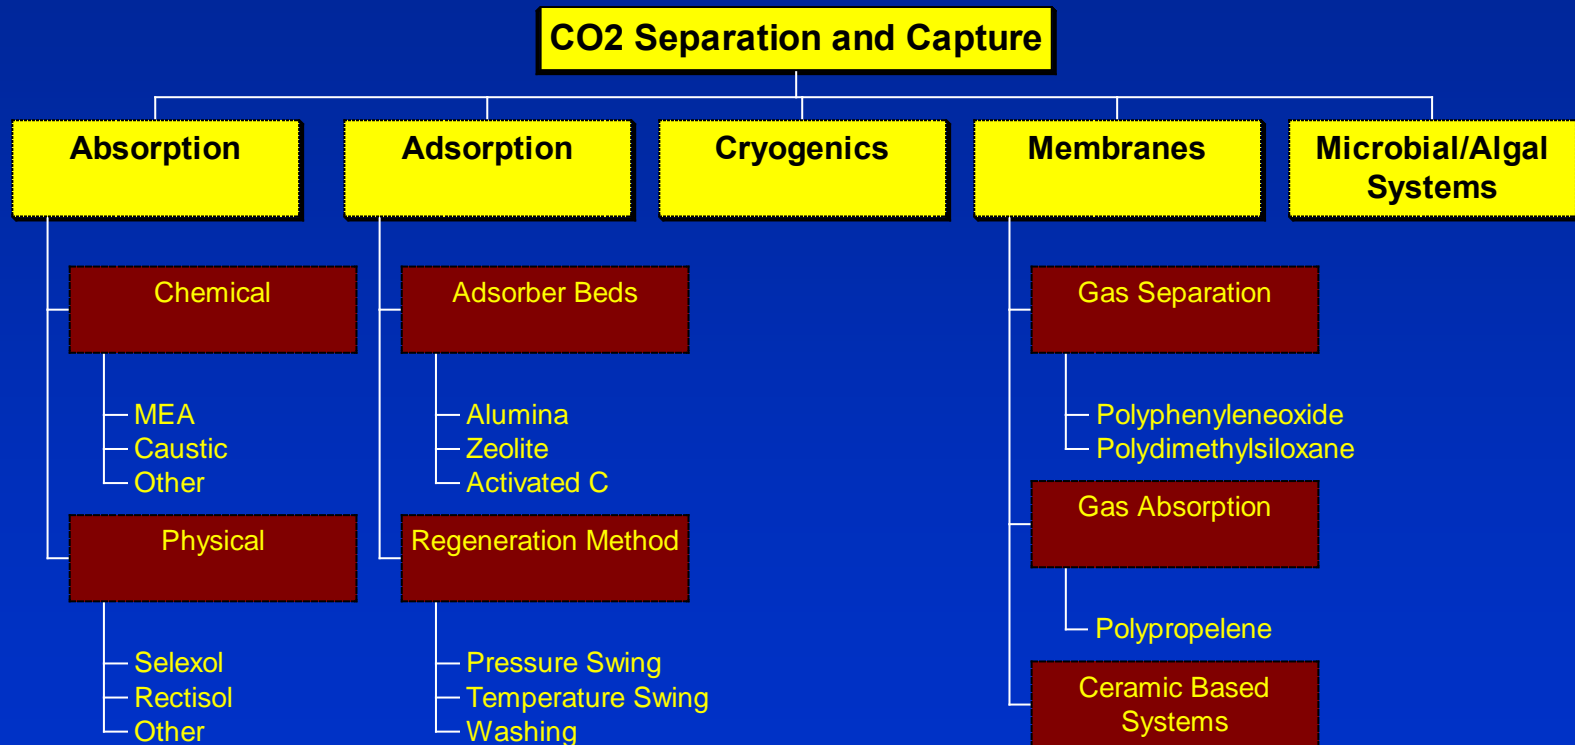 CO2 Separation and Capture
Absorption
Adsorption
Cryogenics
Membranes
Microbial/Algal
Systems
Chemical
MEA
Caustic
Other
Physical
Selexol
Rectisol
Other
Adsorber Beds
Alumina
Zeolite
Activated C
Regeneration Method
Pressure Swing
Temperature Swing
Washing
Gas Separation
Polyphenyleneoxide
Polydimethylsiloxane
Gas Absorption
Polypropelene
Ceramic Based
Systems